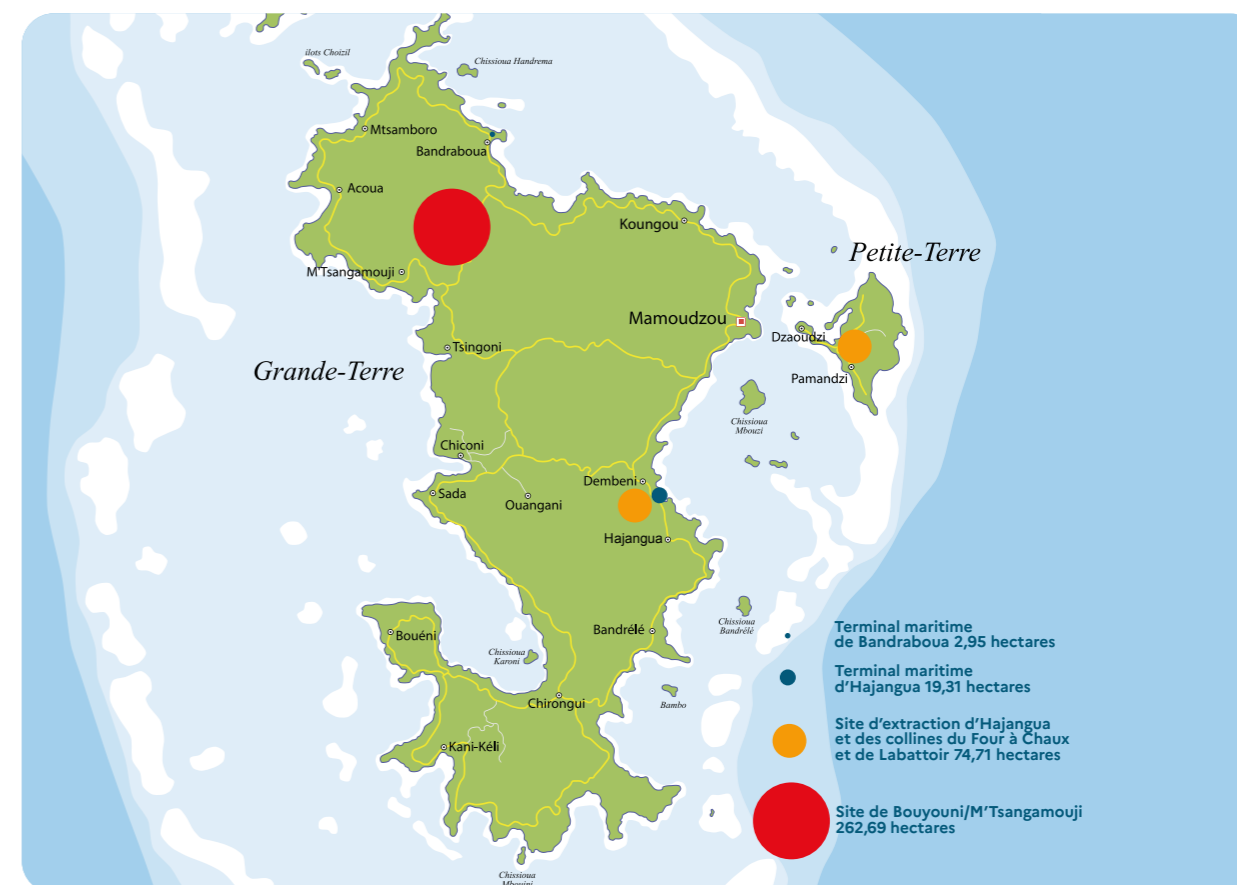 îlots Choizil
Chissioua Handrema
Mtsamboro
Bandraboua
Acoua
Koungou
Petite-Terre
M'Tsangamouji
Mamoudzou
Dzaoudzi
Tsingoni
Grande-Terre
Pamandzi
Chissioua
Mbouzi
Chiconi
Dembeni
Sada
Ouangani
Hajangua
Chissioua
Bandrélé
Bandrélé
Bouéni
Chissioua
Karoni
Chirongui
Bambo
Kani-Kéli
Chissioua
Mbouini
Terminal maritime
de Bandraboua 2,95 hectares
Terminal maritime
d'Hajangua 19,31 hectares
Site d'extraction d'Hajangua
et des collines du Four à Chaux
et de Labattoir 74,71 hectares
Site de Bouyouni/M'Tsangamouji
262,69 hectares